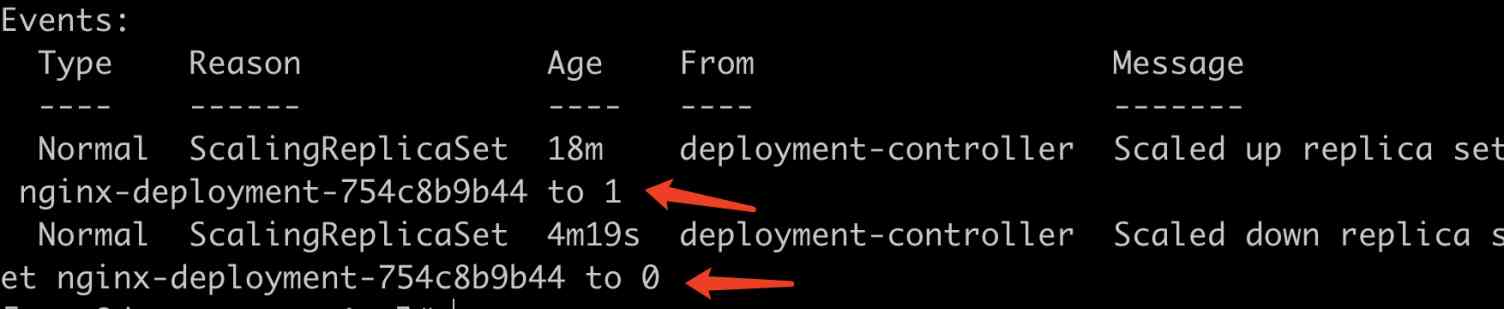 Events:
Type Reason Age From Message
---- ------ ---- ---- -------
Normal ScalingReplicaSet 18m deployment-controller Scaled up replica set
nginx-deployment-754c8b9b44 to 1
Normal ScalingReplicaSet 4m19s deployment-controller Scaled down replica s
et nginx-deployment-754c8b9b44 to 0